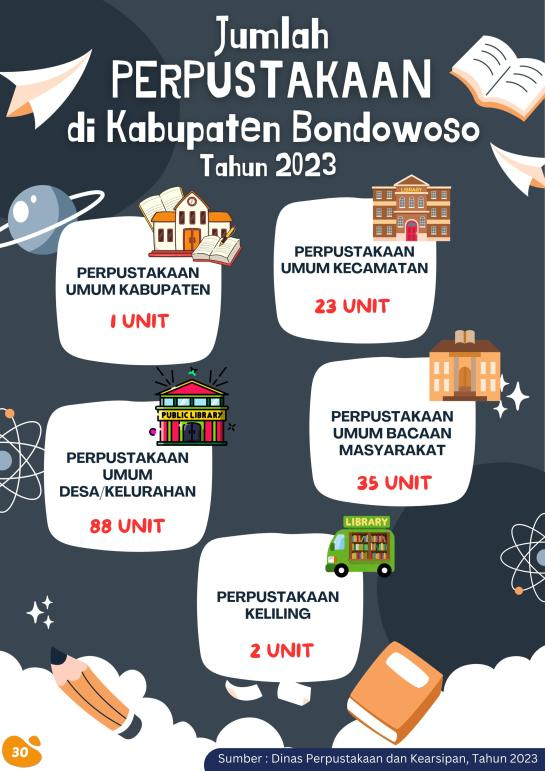 Jumlah
PERPUSTAKAAN
di Kabupaten Bondowoso
Tahun 2023
PERPUSTAKAAN
UMUM KABUPATEN
1 UNIT
LIBRARY
PERPUSTAKAAN
UMUM KECAMATAN
23 UNIT
PUBLIC LIBRARY
PERPUSTAKAAN
UMUM
DESA/KELURAHAN
88 UNIT
PERPUSTAKAAN
UMUM BACAAN
MASYARAKAT
35 UNIT
LIBRARY
PERPUSTAKAAN
KELILING
2 UNIT
30
Sumber : Dinas Perpustakaan dan Kearsipan, Tahun 2023